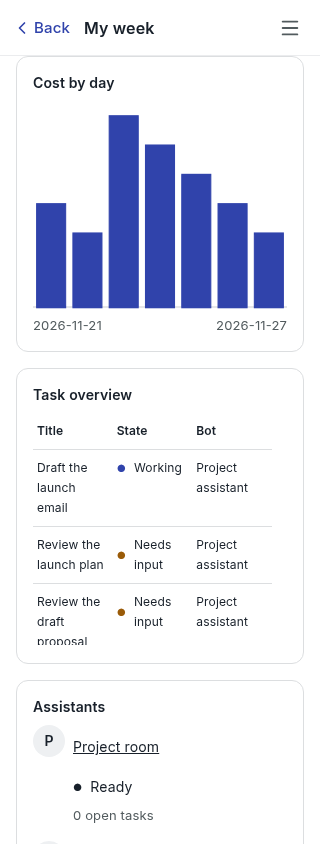 Back My week
Cost by day
2026-11-21 2026-11-27
Task overview
Title State Bot
Draft the launch email
Working
Project assistant
Review the launch plan
Needs input
Project assistant
Review the draft proposal
Needs input
Project assistant
Assistants
P Project room
Ready
0 open tasks